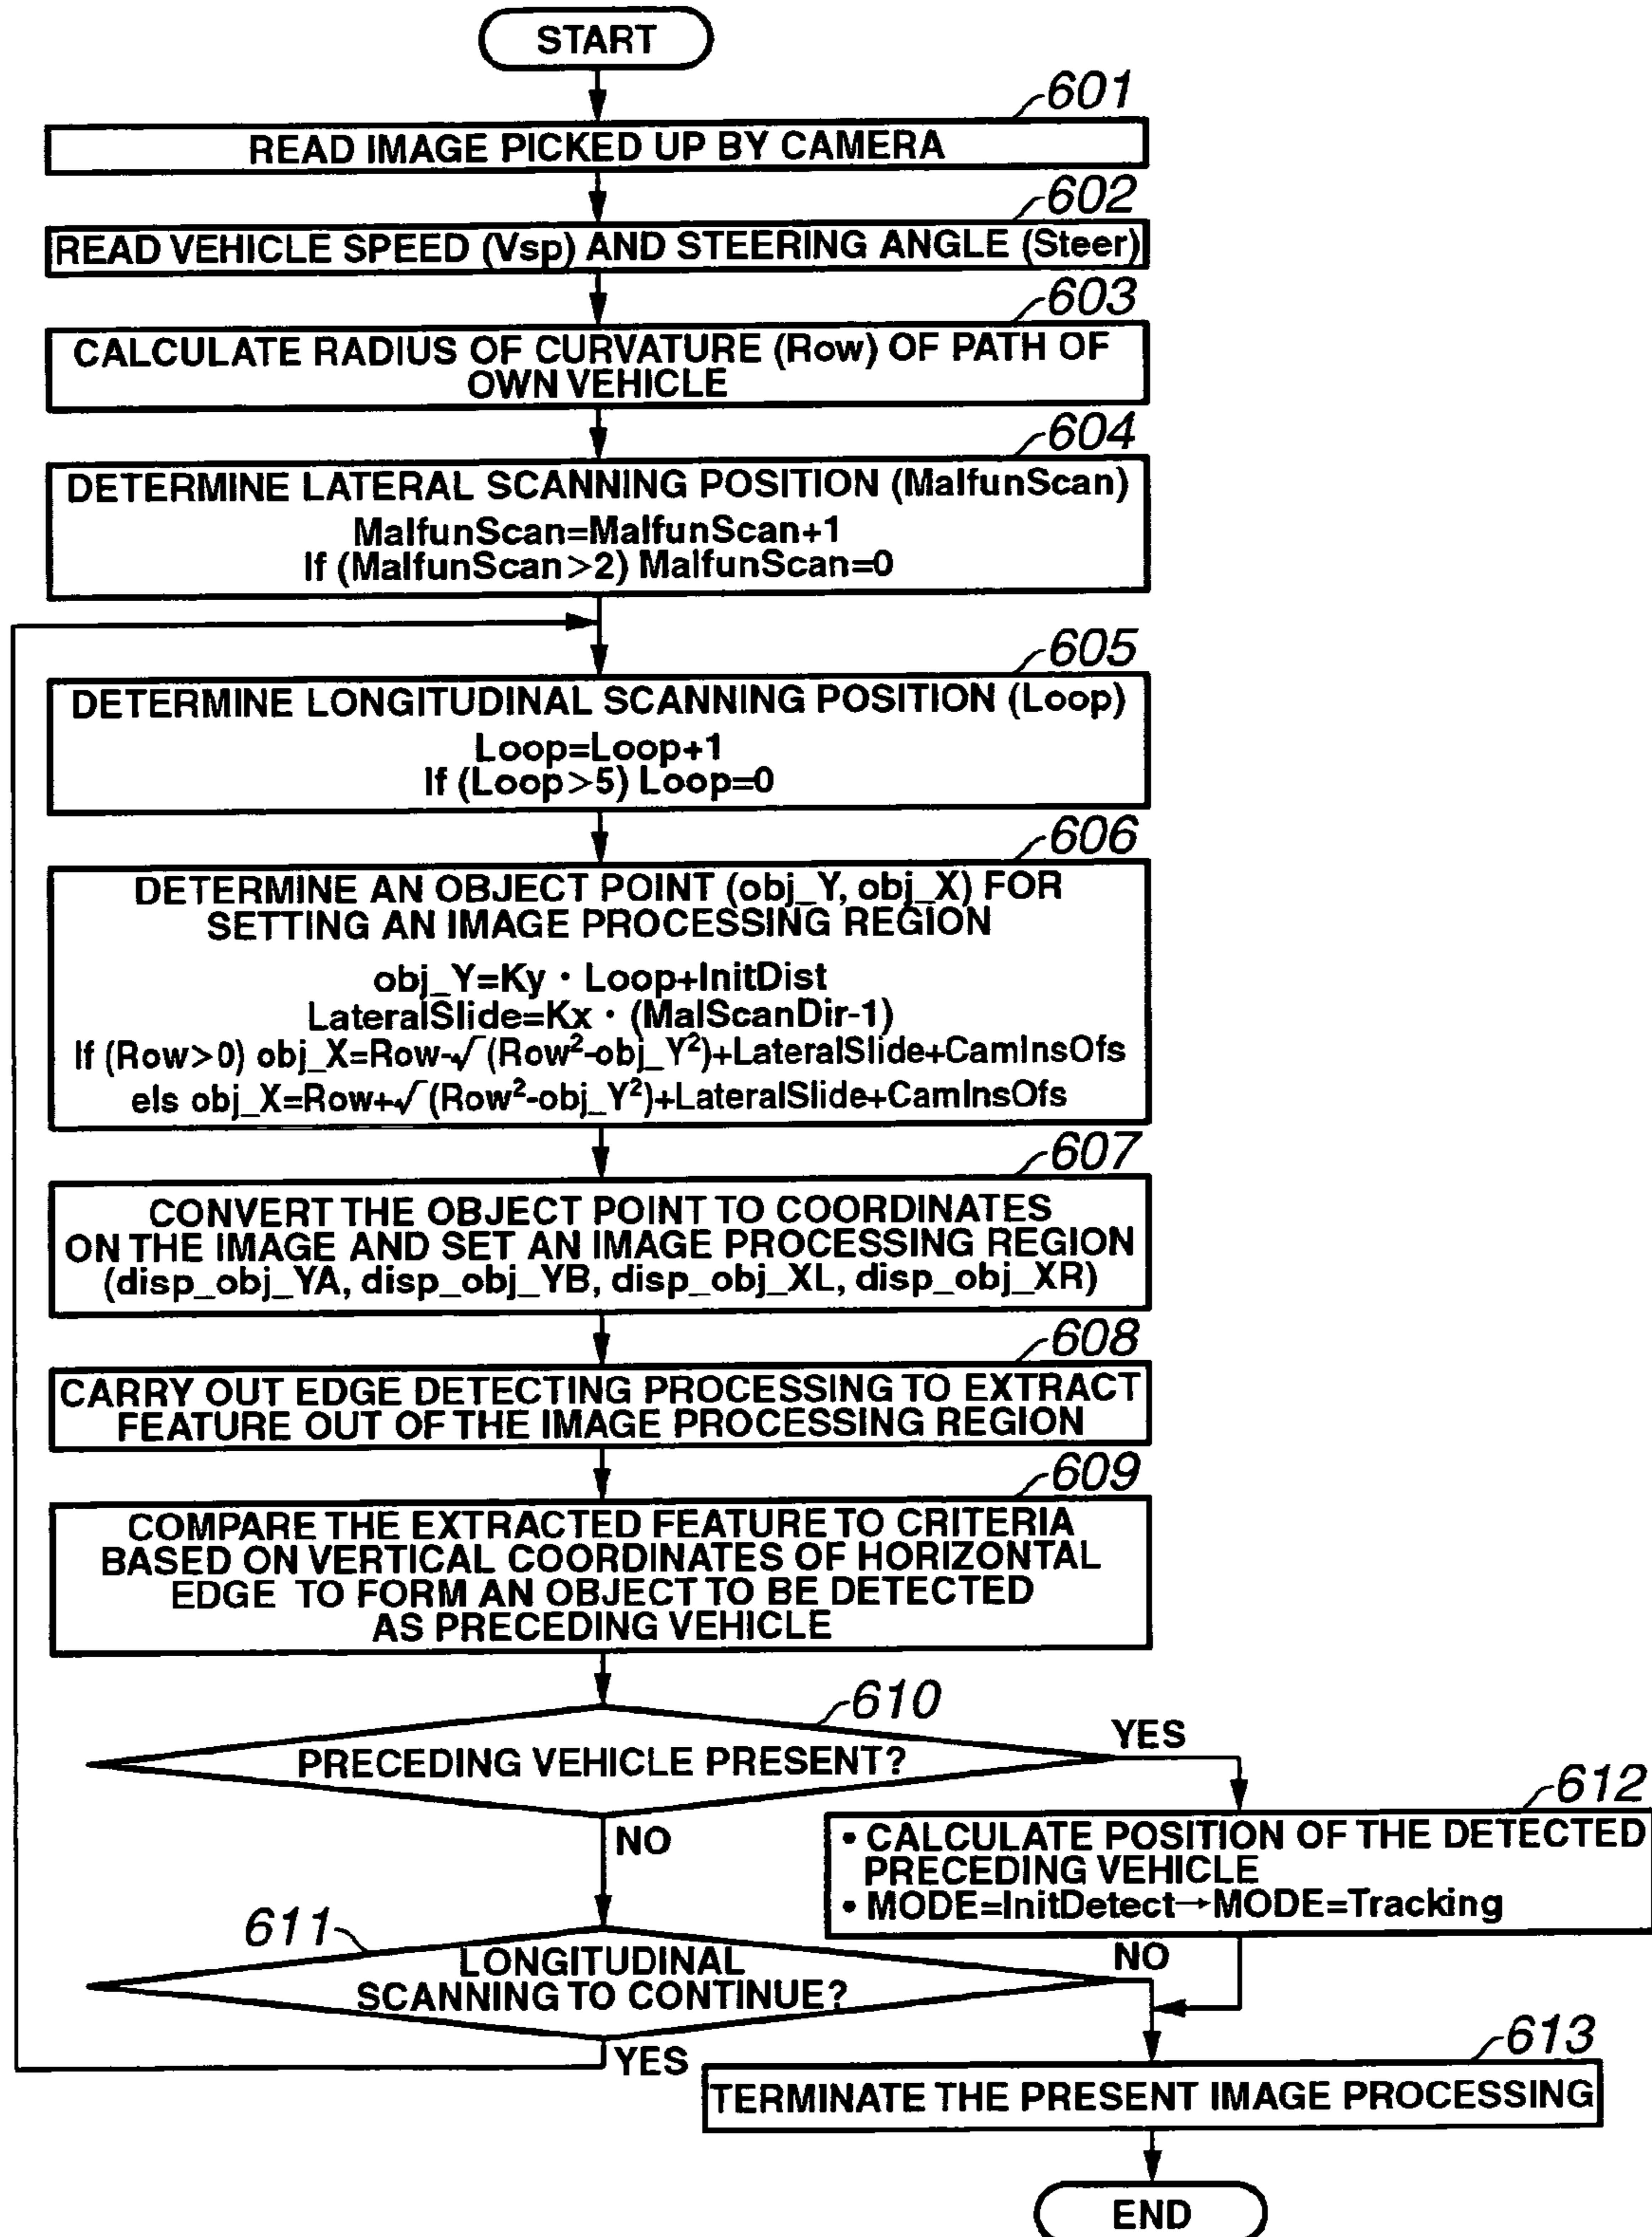 START
601
READ IMAGE PICKED UP BY CAMERA
602
READ VEHICLE SPEED (Vsp) AND STEERING ANGLE (Steer)
603
CALCULATE RADIUS OF CURVATURE (Row) OF PATH OF
OWN VEHICLE
604
DETERMINE LATERAL SCANNING POSITION (MalfunScan)
MalfunScan=MalfunScan+1
If (MalfunScan>2) MalfunScan=0
605
DETERMINE LONGITUDINAL SCANNING POSITION (Loop)
Loop=Loop+1
If (Loop>5) Loop=0
606
DETERMINE AN OBJECT POINT (obj_Y, obj_X) FOR
SETTING AN IMAGE PROCESSING REGION
obj_Y=Ky · Loop+InitDist
LateralSlide=Kx · (MalScanDir-1)
If (Row>0) obj_X=Row-√(Row²-obj_Y²)+LateralSlide+CamInsOfs
els obj_X=Row+√(Row²-obj_Y²)+LateralSlide+CamInsOfs
607
CONVERT THE OBJECT POINT TO COORDINATES
ON THE IMAGE AND SET AN IMAGE PROCESSING REGION
(disp_obj_YA, disp_obj_YB, disp_obj_XL, disp_obj_XR)
608
CARRY OUT EDGE DETECTING PROCESSING TO EXTRACT
FEATURE OUT OF THE IMAGE PROCESSING REGION
609
COMPARE THE EXTRACTED FEATURE TO CRITERIA
BASED ON VERTICAL COORDINATES OF HORIZONTAL
EDGE TO FORM AN OBJECT TO BE DETECTED
AS PRECEDING VEHICLE
610
PRECEDING VEHICLE PRESENT?
YES
NO
612
• CALCULATE POSITION OF THE DETECTED
PRECEDING VEHICLE
• MODE=InitDetect→MODE=Tracking
611
LONGITUDINAL
SCANNING TO CONTINUE?
NO
YES
613
TERMINATE THE PRESENT IMAGE PROCESSING
END